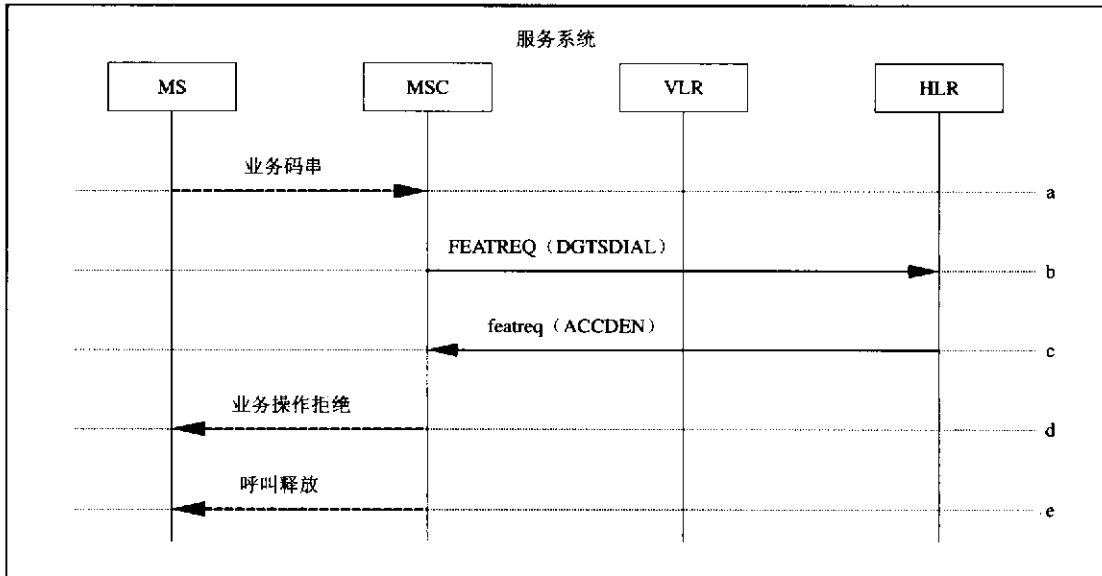 服务系统
MS MSC VLR HLR
业务码串
a
FEATREQ（DGTSDIAL）
b
featreq（ACCDEN）
c
业务操作拒绝
d
呼叫释放
e